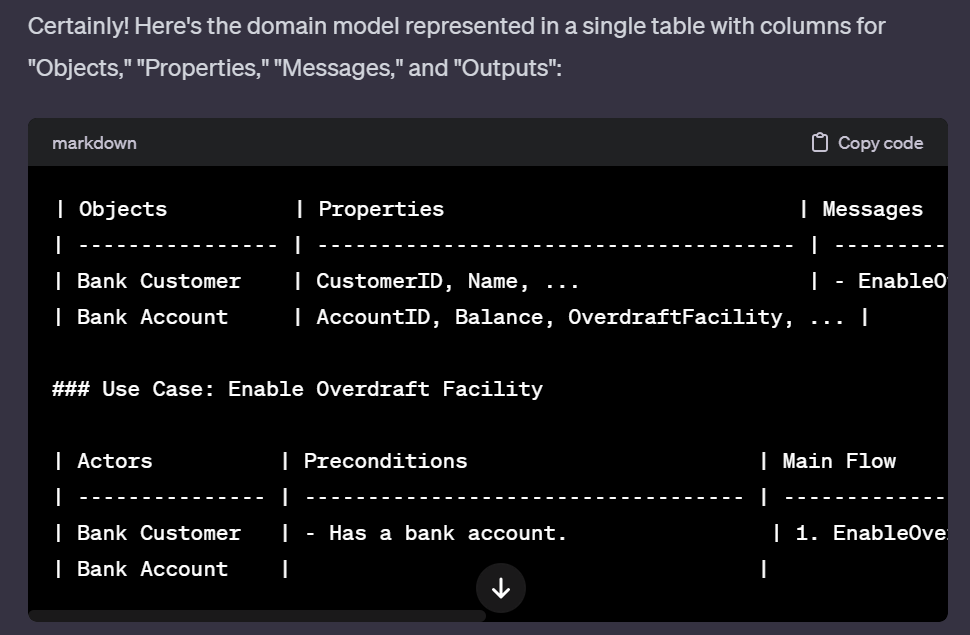 Certainly! Here's the domain model represented in a single table with columns for
"Objects," "Properties," "Messages," and "Outputs":
markdown
Copy code
| Objects | Properties | Messages
| ---------------- | -------------------------------------- | ---------
| Bank Customer | CustomerID, Name, ... | - EnableO
| Bank Account | AccountID, Balance, OverdraftFacility, ... |
### Use Case: Enable Overdraft Facility
| Actors | Preconditions | Main Flow
| --------------- | ----------------------------------- | -------------
| Bank Customer | - Has a bank account. | 1. EnableOve
| Bank Account | |